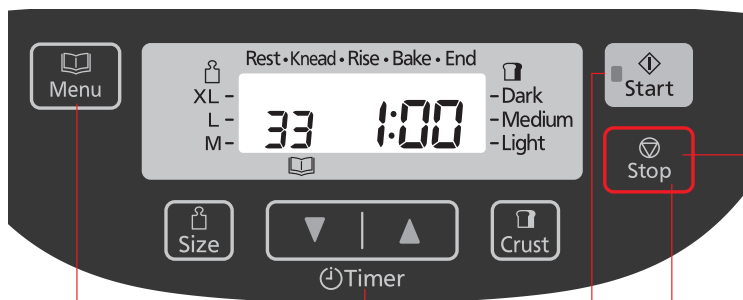 Menu
Rest • Knead • Rise • Bake • End
XL –
L –
M –
33
1:00
– Dark
– Medium
– Light
Start
Stop
Size
Crust
Timer